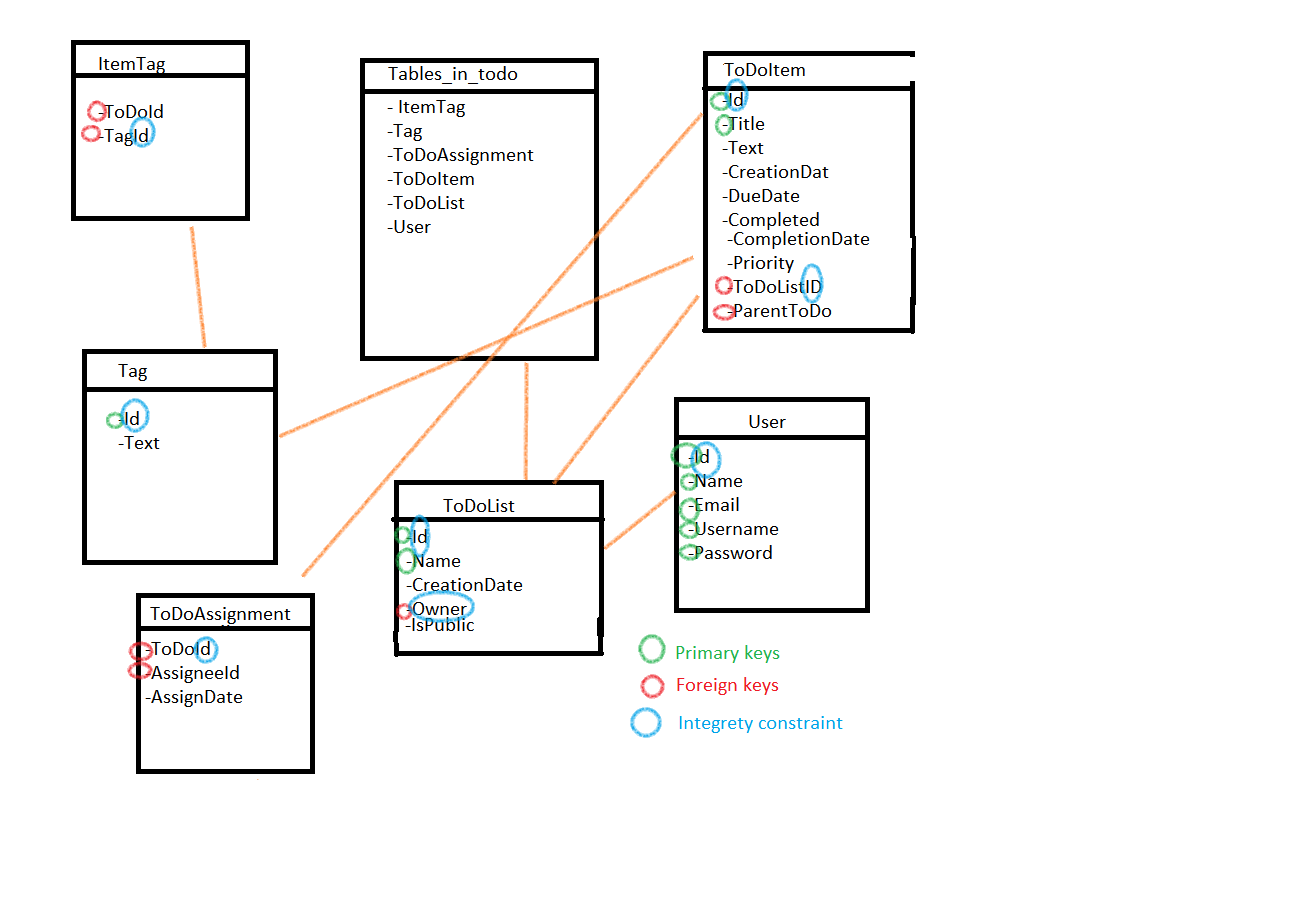 ItemTag
-ToDoId
-TagId
Tables_in_todo
- ItemTag
-Tag
-ToDoAssignment
-ToDoItem
-ToDoList
-User
ToDoItem
-Id
-Title
-Text
-CreationDat
-DueDate
-Completed
-CompletionDate
-Priority
-ToDoListID
-ParentToDo
Tag
-Id
-Text
User
-Id
-Name
-Email
-Username
-Password
ToDoList
-Id
-Name
-CreationDate
-Owner
-IsPublic
ToDoAssignment
-ToDoId
-AssigneeId
-AssignDate
Primary keys
Foreign keys
Integrety constraint